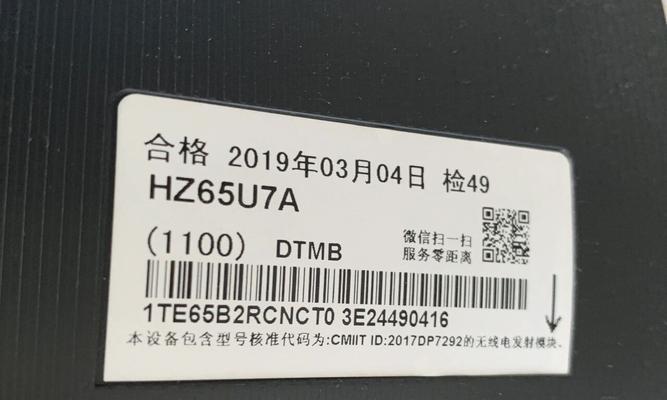 合格 2019年03月04日 检49
HZ65U7A
(1100) DTMB
微信扫一扫
服务零距离
1TE65B2RCNCT0 3E24490416
本设备包含型号核准代码为:CMIIT ID:2017DP7292的无线电发射模块。